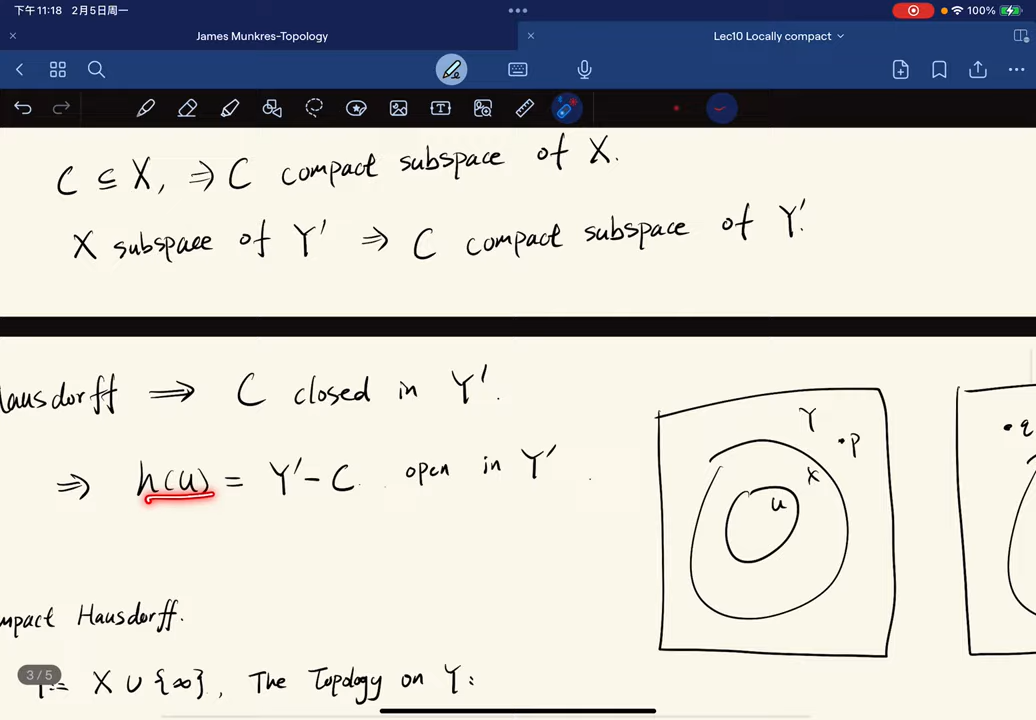 下午11:18 2月5日周一
100%
James Munkres-Topology
Lec10 Locally compact
C ⊆ X, ⇒ C compact subspace of X.
X subspace of Y' ⇒ C compact subspace of Y'.
Hausdorff ⇒ C closed in Y'.
⇒ h(U) = Y' - C open in Y'
Y
p
q
X
U
mpact Hausdorff.
3 / 5
Y = X ∪ {∞}, The Topology on Y: